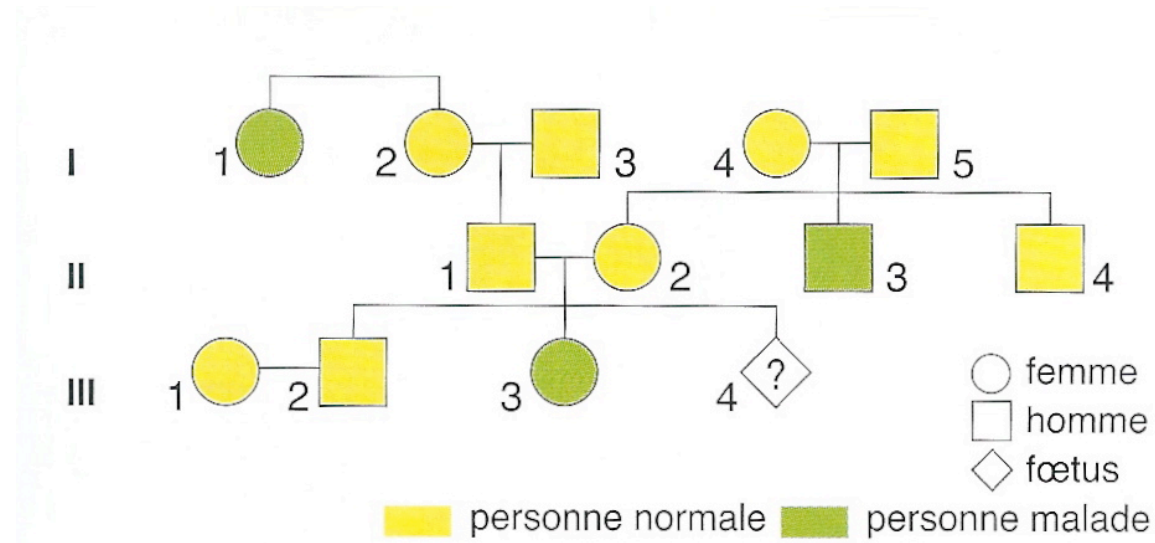 I 1 2 3 4 5
II 1 2 3 4
III 1 2 3 4 ?
femme
homme
fœtus
personne normale personne malade